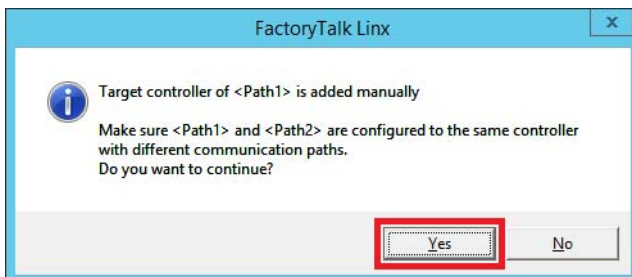 FactoryTalk Linx
x
Target controller of <Path1> is added manually
Make sure <Path1> and <Path2> are configured to the same controller
with different communication paths.
Do you want to continue?
Yes
No